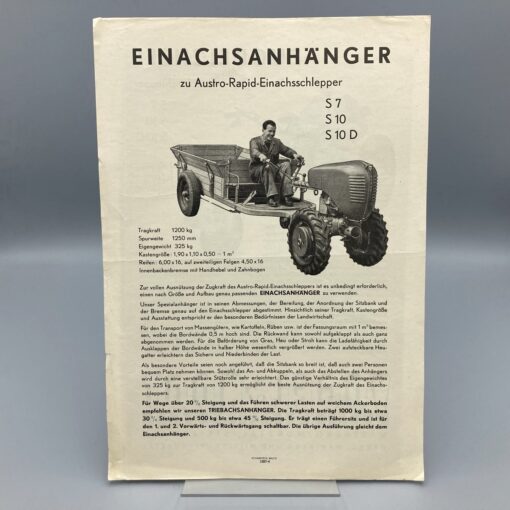 EINACHSANHÄNGER
zu Austro-Rapid-Einachsschlepper
S 7
S 10
S 10 D
Tragkraft 1200 kg
Spurweite 1250 mm
Eigengewicht 325 kg
Kastengröße: 1,90 x 1,10 x 0,50 = 1 m³
Reifen: 6,00 x 16, auf zweiteiligen Felgen 4,50 x 16
Innenbackenbremse mit Handhebel und Zahnbogen
Zur vollen Ausnützung der Zugkraft des Austro-Rapid-Einachsschleppers ist es unbedingt erforderlich,
einen nach Größe und Aufbau genau passenden EINACHSANHÄNGER zu verwenden.
Unser Spezialanhänger ist in seinen Abmessungen, der Bereifung, der Anordnung der Sitzbank und
der Bremse genau auf den Einachsschlepper abgestimmt. Hinsichtlich seiner Tragkraft, Kastengröße
und Ausstattung entspricht er den besonderen Bedürfnissen der Landwirtschaft.
Für den Transport von Massengütern, wie Kartoffeln, Rüben usw. ist der Fassungsraum mit 1 m³ bemes-
sen, wobei die Bordwände 0,5 m hoch sind. Die Rückwand kann sowohl aufgeklappt als auch ganz
abgenommen werden. Für die Beförderung von Gras, Heu oder Stroh kann die Ladefähigkeit durch
Ausklappen der Bordwände in halber Höhe wesentlich vergrößert werden. Zwei aufsteckbare Heu-
gatter erleichtern das Sichern und Niederbinden der Last.
Als besondere Vorteile seien noch angeführt, daß die Sitzbank so breit ist, daß auch zwei Personen
bequem Platz nehmen können. Sowohl das An- und Abkuppeln, als auch das Abstellen des Anhängers
wird durch eine verstellbare Stützrolle sehr erleichtert. Das günstige Verhältnis des Eigengewichtes
von 325 kg zur Tragkraft von 1200 kg ermöglicht die beste Ausnützung der Zugkraft des Einachs-
schleppers.
Für Wege über 20 % Steigung und das Führen schwerer Lasten auf weichem Ackerboden
empfehlen wir unseren TRIEBACHSANHÄNGER. Die Tragkraft beträgt 1000 kg bis etwa
30 % Steigung und 500 kg bis etwa 45 % Steigung. Er trägt einen Führersitz und ist für
den 1. und 2. Vorwärts- und Rückwärtsgang schaltbar. Die übrige Ausführung gleicht dem
Einachsanhänger.